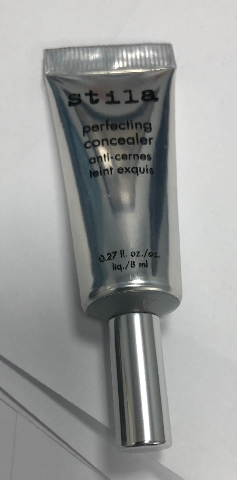 stila
perfecting
concealer
anti-cernes
teint exquis
0.27 fl. oz./oz.
liq./8 ml